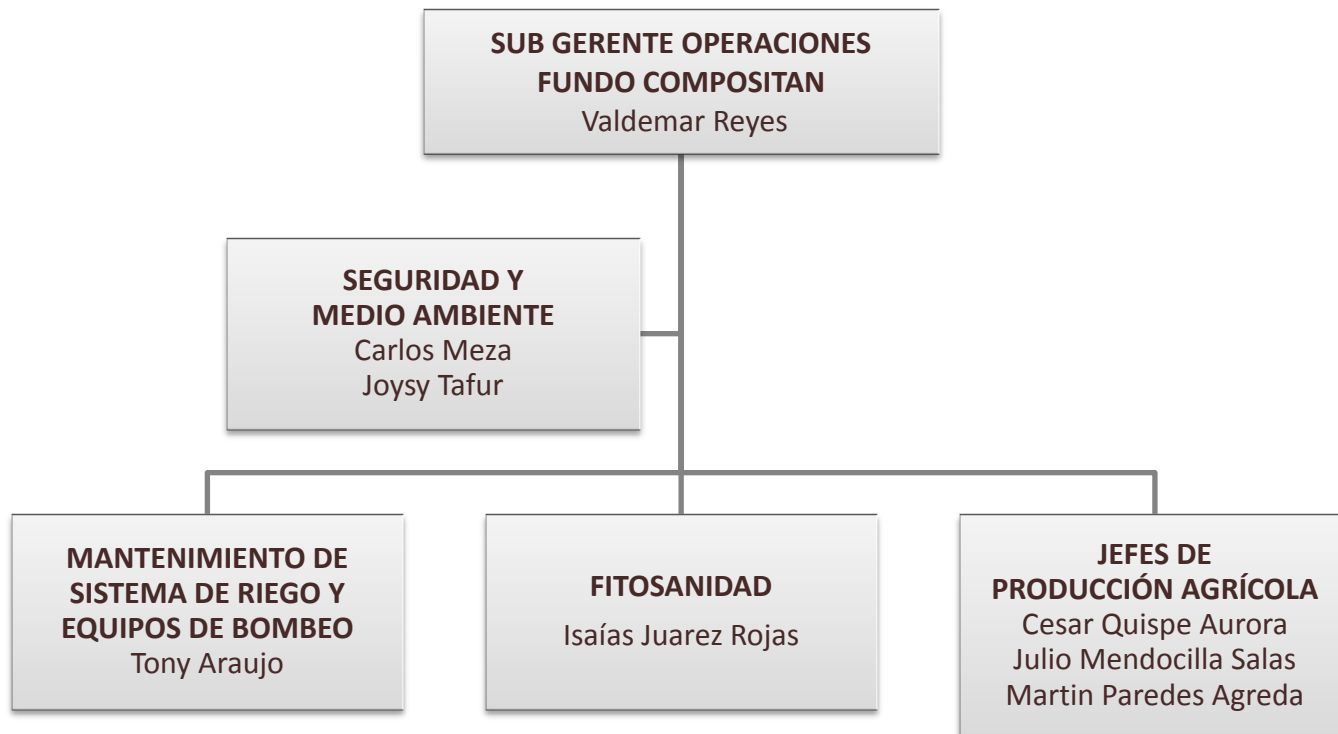 SUB GERENTE OPERACIONES
FUNDO COMPOSITAN
Valdemar Reyes
SEGURIDAD Y
MEDIO AMBIENTE
Carlos Meza
Joysy Tafur
MANTENIMIENTO DE
SISTEMA DE RIEGO Y
EQUIPOS DE BOMBEO
Tony Araujo
FITOSANIDAD
Isaías Juarez Rojas
JEFES DE
PRODUCCIÓN AGRÍCOLA
Cesar Quispe Aurora
Julio Mendocilla Salas
Martin Paredes Agreda